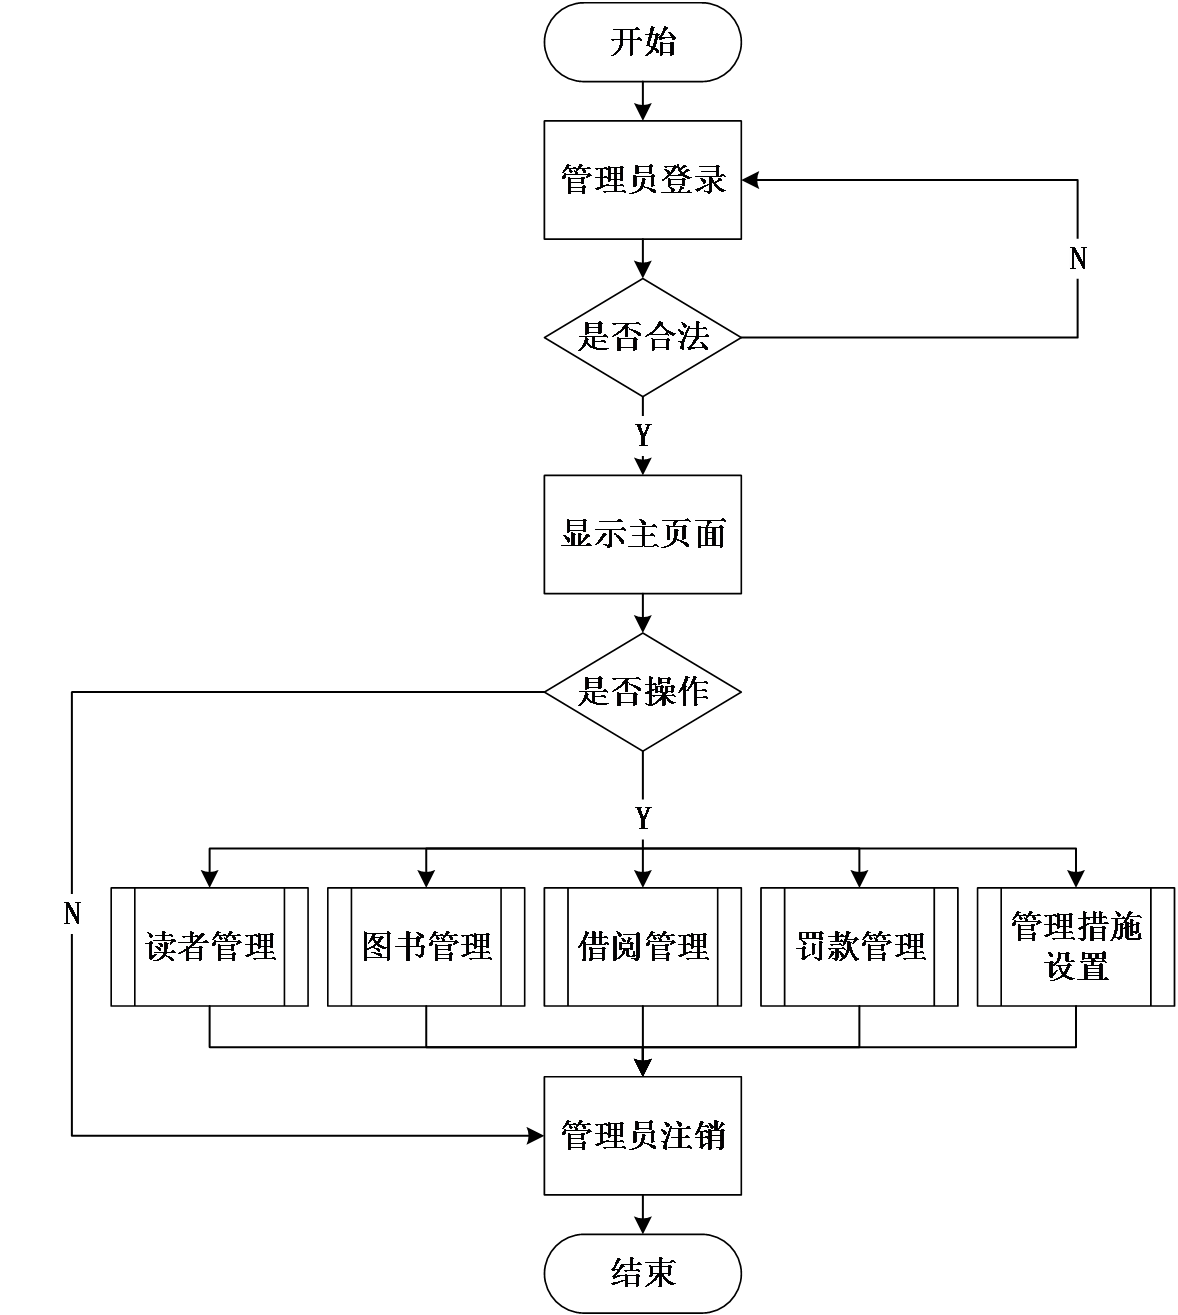 开始
管理员登录
N
是否合法
Y
显示主页面
是否操作
Y
N
读者管理
图书管理
借阅管理
罚款管理
管理措施
设置
管理员注销
结束